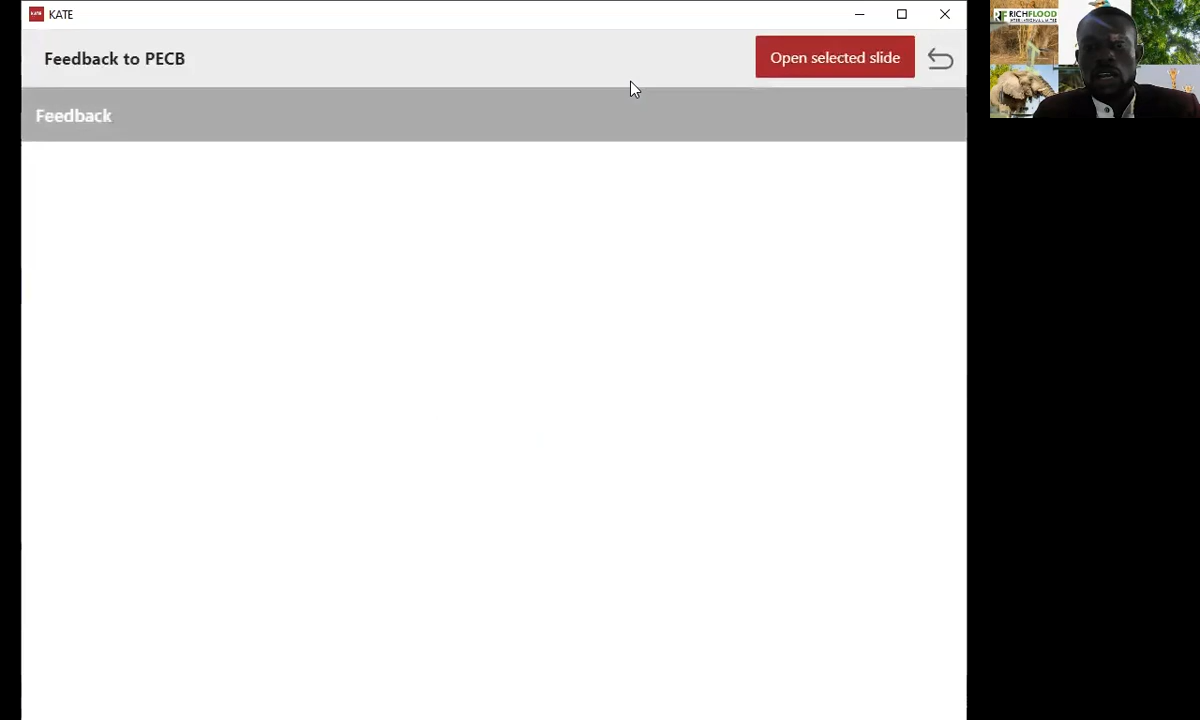 KATE
Feedback to PECB
Open selected slide
Feedback
RICHFLOOD